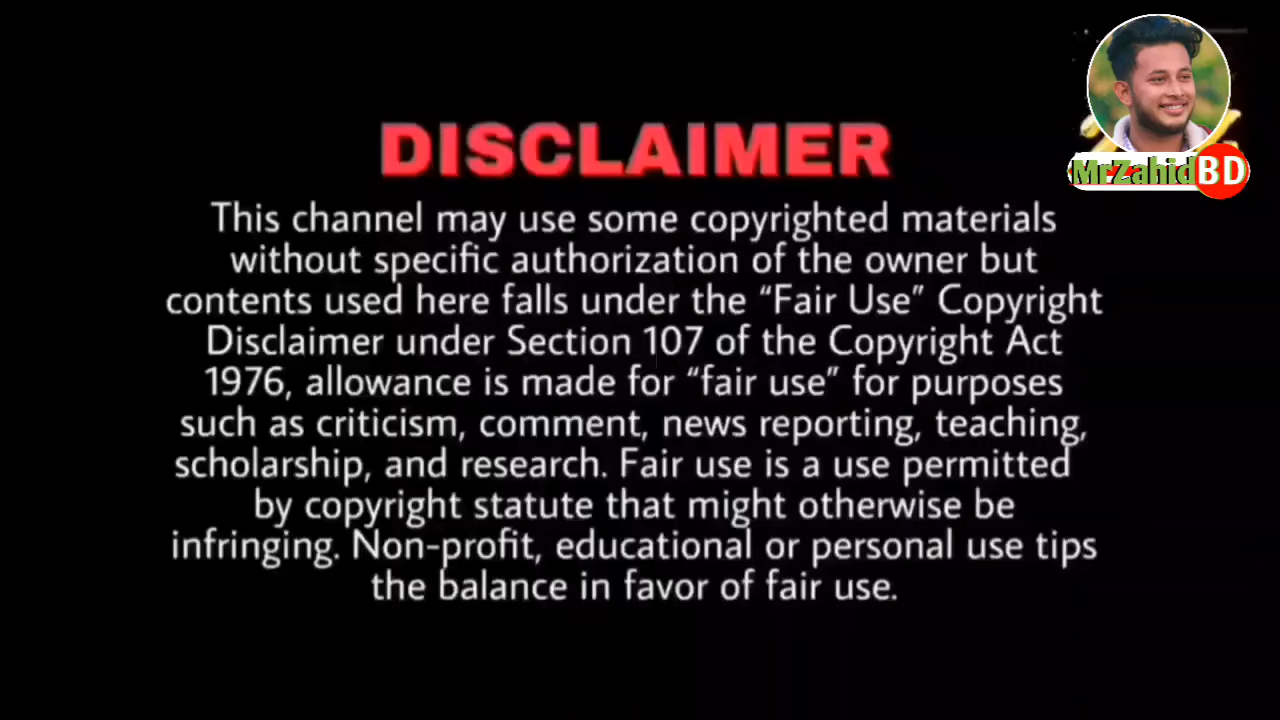 DISCLAIMER
MrZahidBD
This channel may use some copyrighted materials
without specific authorization of the owner but
contents used here falls under the “Fair Use” Copyright
Disclaimer under Section 107 of the Copyright Act
1976, allowance is made for “fair use” for purposes
such as criticism, comment, news reporting, teaching,
scholarship, and research. Fair use is a use permitted
by copyright statute that might otherwise be
infringing. Non-profit, educational or personal use tips
the balance in favor of fair use.